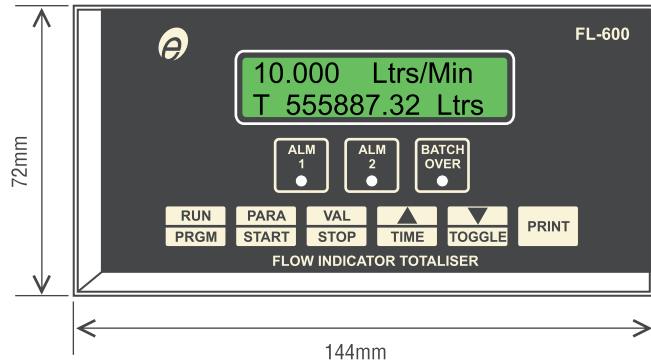 FL-600
10.000 Ltrs/Min
T 555887.32 Ltrs
72mm
ALM 1
ALM 2
BATCH OVER
RUN PARA VAL
PRGM START STOP TIME TOGGLE PRINT
FLOW INDICATOR TOTALISER
144mm